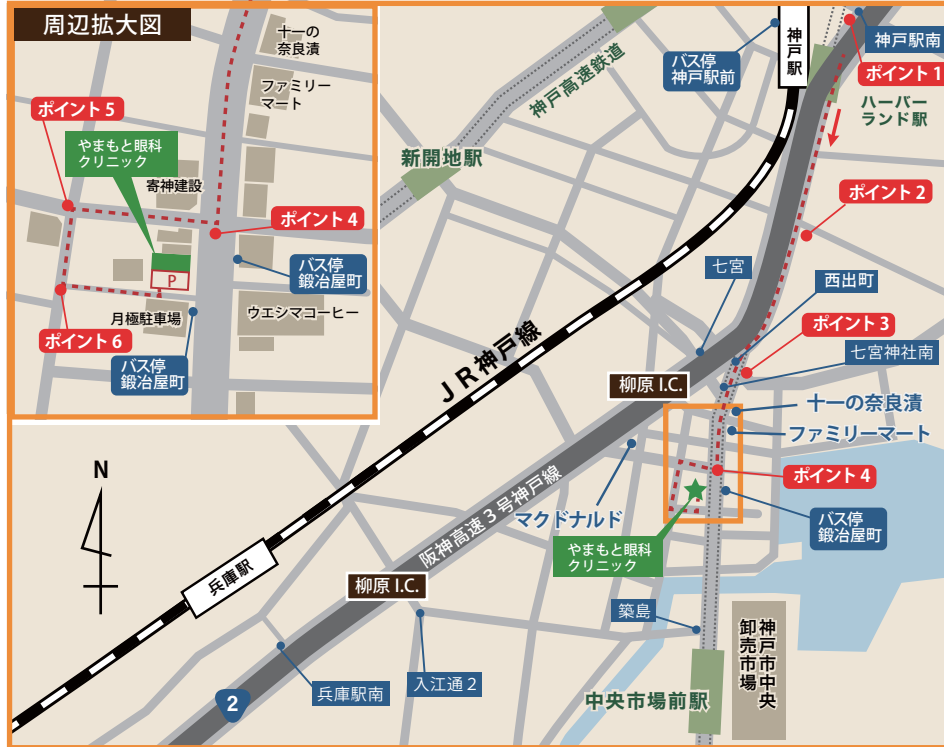 周辺拡大図
十一の
奈良漬
ファミリー
マート
ポイント 5
やまもと眼科
クリニック
寄神建設
ポイント 4
バス停
鍛冶屋町
P
月極駐車場
ウエシマコーヒー
ポイント 6
バス停
鍛冶屋町
神戸高速鉄道
新開地駅
バス停
神戸駅前
神戸駅
神戸駅南
ポイント 1
ハーバー
ランド駅
ポイント 2
七宮
西出町
ポイント 3
七宮神社南
JR神戸線
柳原 I.C.
十一の奈良漬
ファミリーマート
ポイント 4
N
阪神高速3号神戸線
マクドナルド
バス停
鍛冶屋町
やまもと眼科
クリニック
兵庫駅
柳原 I.C.
築島
神戸市中央
卸売市場
入江通2
兵庫駅南
2
中央市場前駅